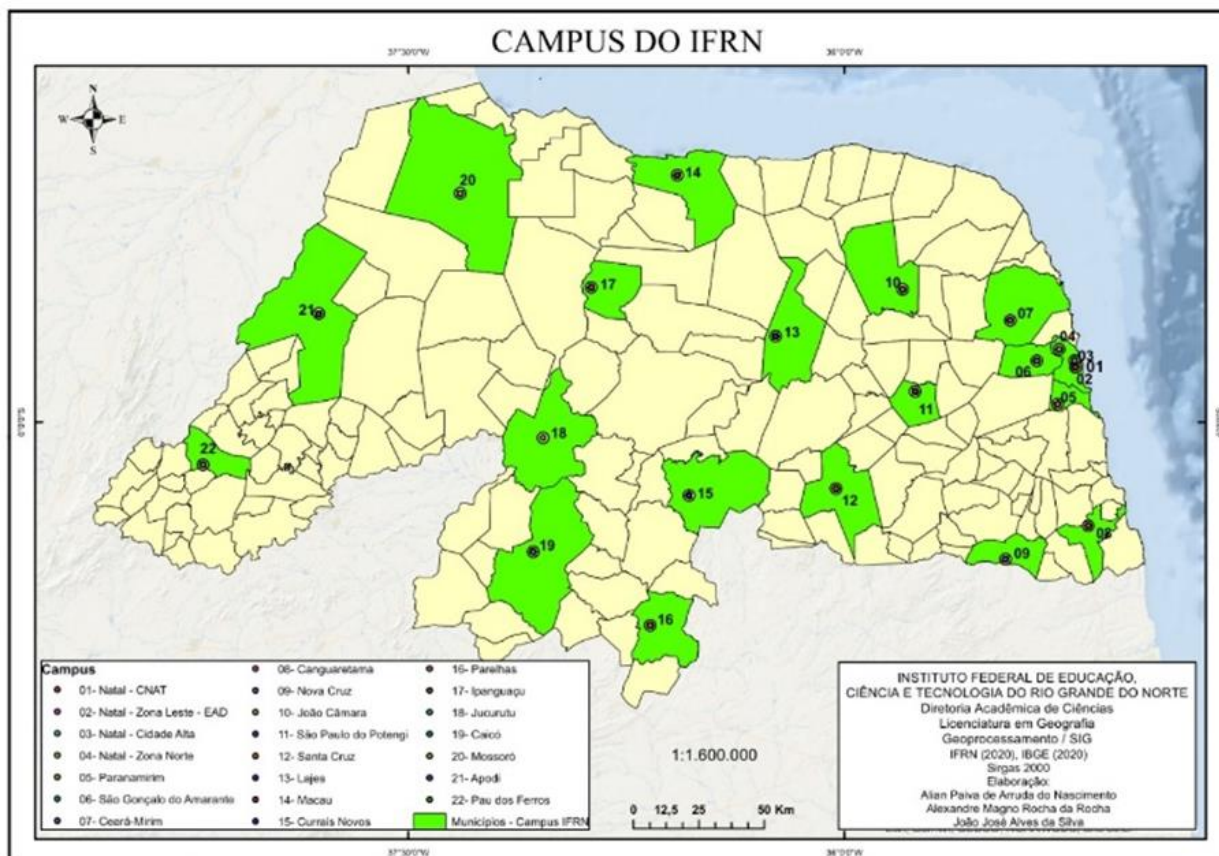 CAMPUS DO IFRN
37°30'0"W
36°0'0"W
N
W
E
S
20
14
17
10
21
13
07
04
03
01
06
02
05
11
18
22
15
12
19
08
09
16
Campus
01- Natal - CNAT
02- Natal - Zona Leste - EAD
03- Natal - Cidade Alta
04- Natal - Zona Norte
05- Paranamirim
06- São Gonçalo do Amarante
07- Ceará-Mirim
08- Canguaretama
09- Nova Cruz
10- João Câmara
11- São Paulo do Potengi
12- Santa Cruz
13- Lajes
14- Macau
15- Currais Novos
16- Parelhas
17- Ipanguaçu
18- Jucurutu
19- Caicó
20- Mossoró
21- Apodi
22- Pau dos Ferros
Municípios - Campus IFRN
1:1.600.000
0 12,5 25 50 Km
INSTITUTO FEDERAL DE EDUCAÇÃO,
CIÊNCIA E TECNOLOGIA DO RIO GRANDE DO NORTE
Diretoria Acadêmica de Ciências
Licenciatura em Geografia
Geoprocessamento / SIG
IFRN (2020), IBGE (2020)
Sirgas 2000
Elaboração:
Alian Paiva de Arruda do Nascimento
Alexandre Magno Rocha da Rocha
João José Alves da Silva
37°30'0"W
36°0'0"W